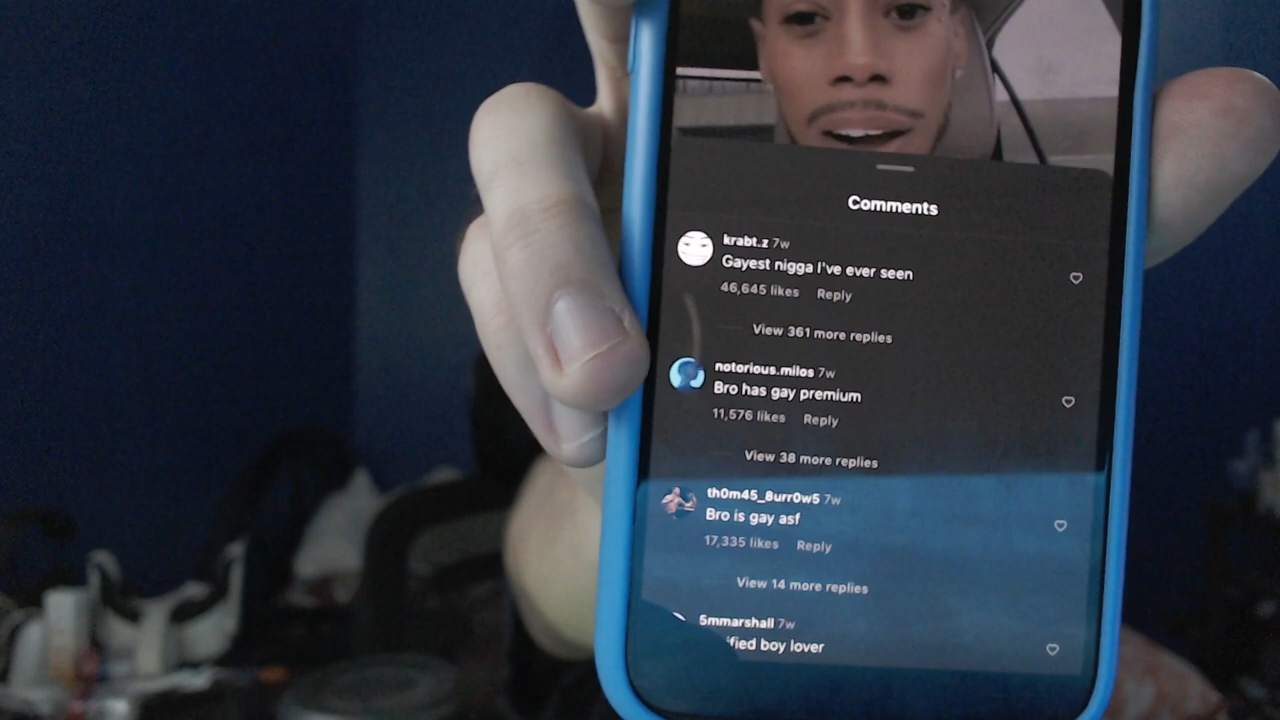 Comments
krabt.z 7w
Gayest nigga I've ever seen
46,645 likes Reply
View 361 more replies
notorious.milos 7w
Bro has gay premium
11,576 likes Reply
View 38 more replies
th0m45_8urr0w5 7w
Bro is gay asf
17,335 likes Reply
View 14 more replies
5mmarshall 7w
boy lover